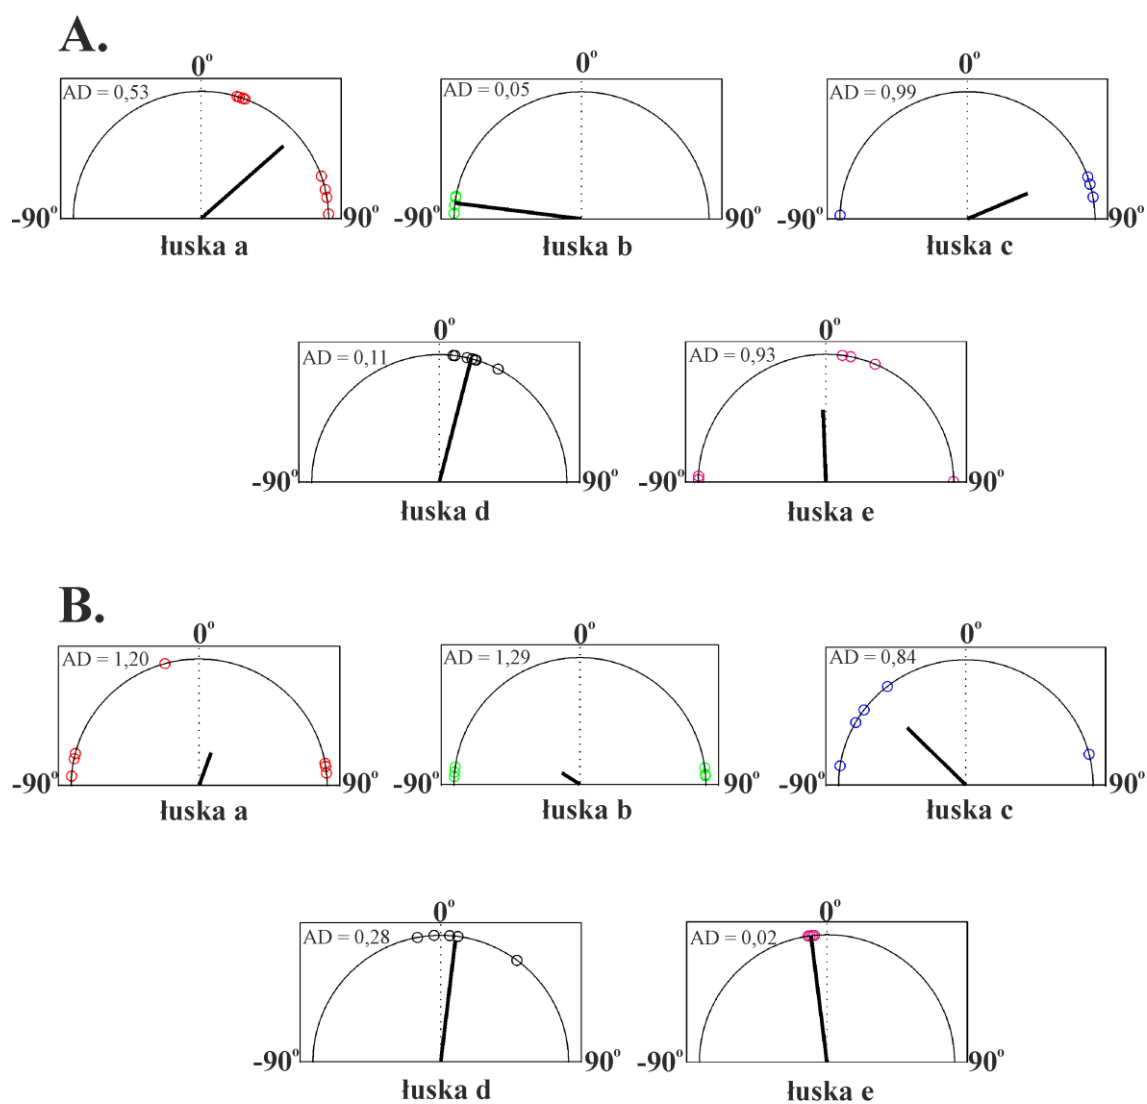 A.
0°
AD = 0,53
-90° 90°
łuska a
0°
AD = 0,05
-90° 90°
łuska b
0°
AD = 0,99
-90° 90°
łuska c
0°
AD = 0,11
-90° 90°
łuska d
0°
AD = 0,93
-90° 90°
łuska e
B.
0°
AD = 1,20
-90° 90°
łuska a
0°
AD = 1,29
-90° 90°
łuska b
0°
AD = 0,84
-90° 90°
łuska c
0°
AD = 0,28
-90° 90°
łuska d
0°
AD = 0,02
-90° 90°
łuska e